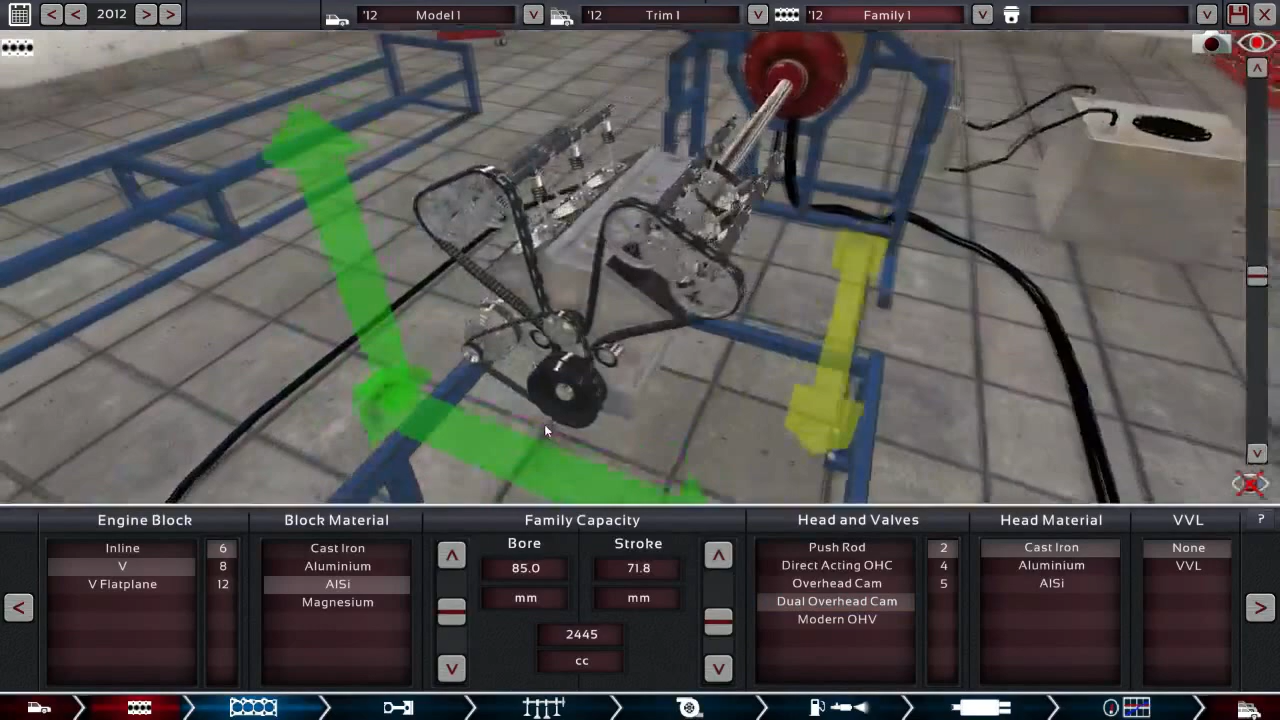 < < 2012 > > '12 Model 1 v '12 Trim 1 v '12 Family 1 v v X
Engine Block
Inline
V
V Flatplane
6
8
12
Block Material
Cast Iron
Aluminium
AlSi
Magnesium
Family Capacity
Bore
Stroke
85.0
71.8
mm
mm
2445
cc
Head and Valves
Push Rod
Direct Acting OHC
Overhead Cam
Dual Overhead Cam
Modern OHV
2
4
5
Head Material
Cast Iron
Aluminium
AlSi
VVL
None
VVL
?
<
>